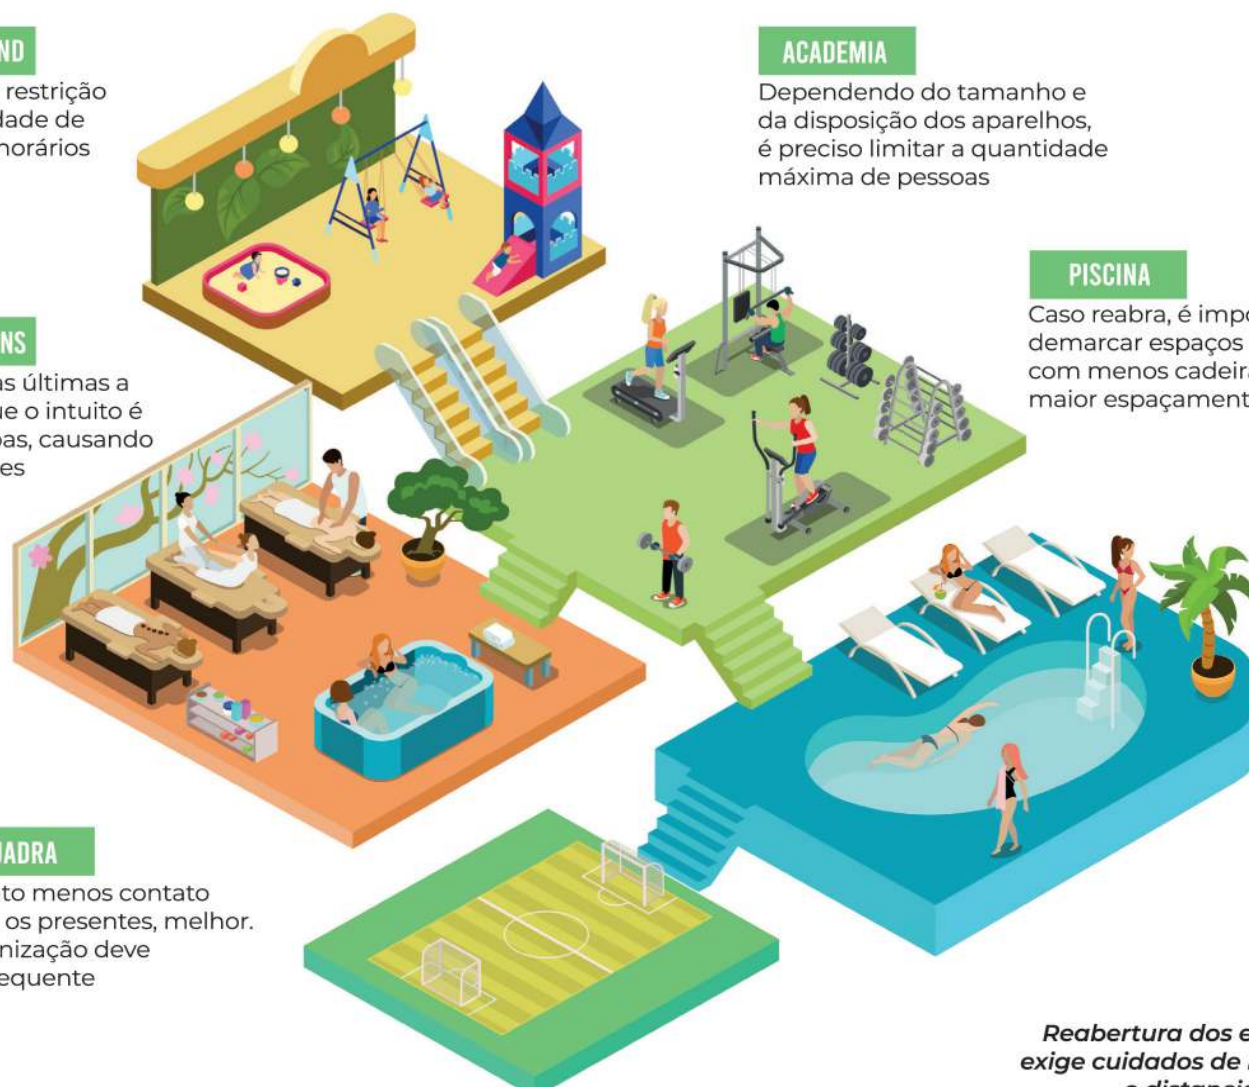 ND
restrição
dade de
horários
ACADEMIA
Dependendo do tamanho e
da disposição dos aparelhos,
é preciso limitar a quantidade
máxima de pessoas
PISCINA
Caso reabra, é impo
demarcar espaços
com menos cadeira
maior espaçament
NS
as últimas a
ue o intuito é
oas, causando
es
UADRA
to menos contato
os presentes, melhor.
nização deve
equente
Reabertura dos e
exige cuidados de